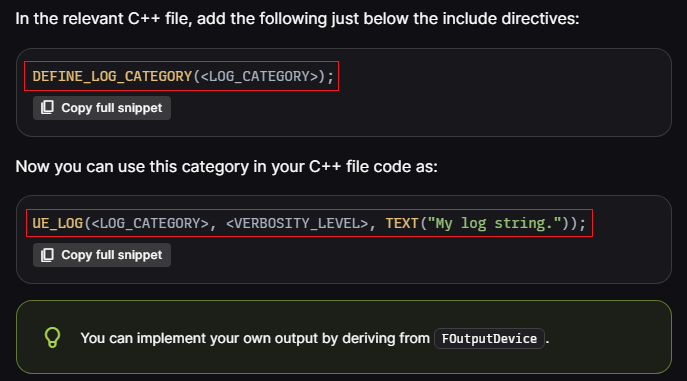 In the relevant C++ file, add the following just below the include directives:
DEFINE_LOG_CATEGORY(<LOG_CATEGORY>);
Copy full snippet
Now you can use this category in your C++ file code as:
UE_LOG(<LOG_CATEGORY>, <VERBOSITY_LEVEL>, TEXT("My log string."));
Copy full snippet
You can implement your own output by deriving from FOutputDevice.